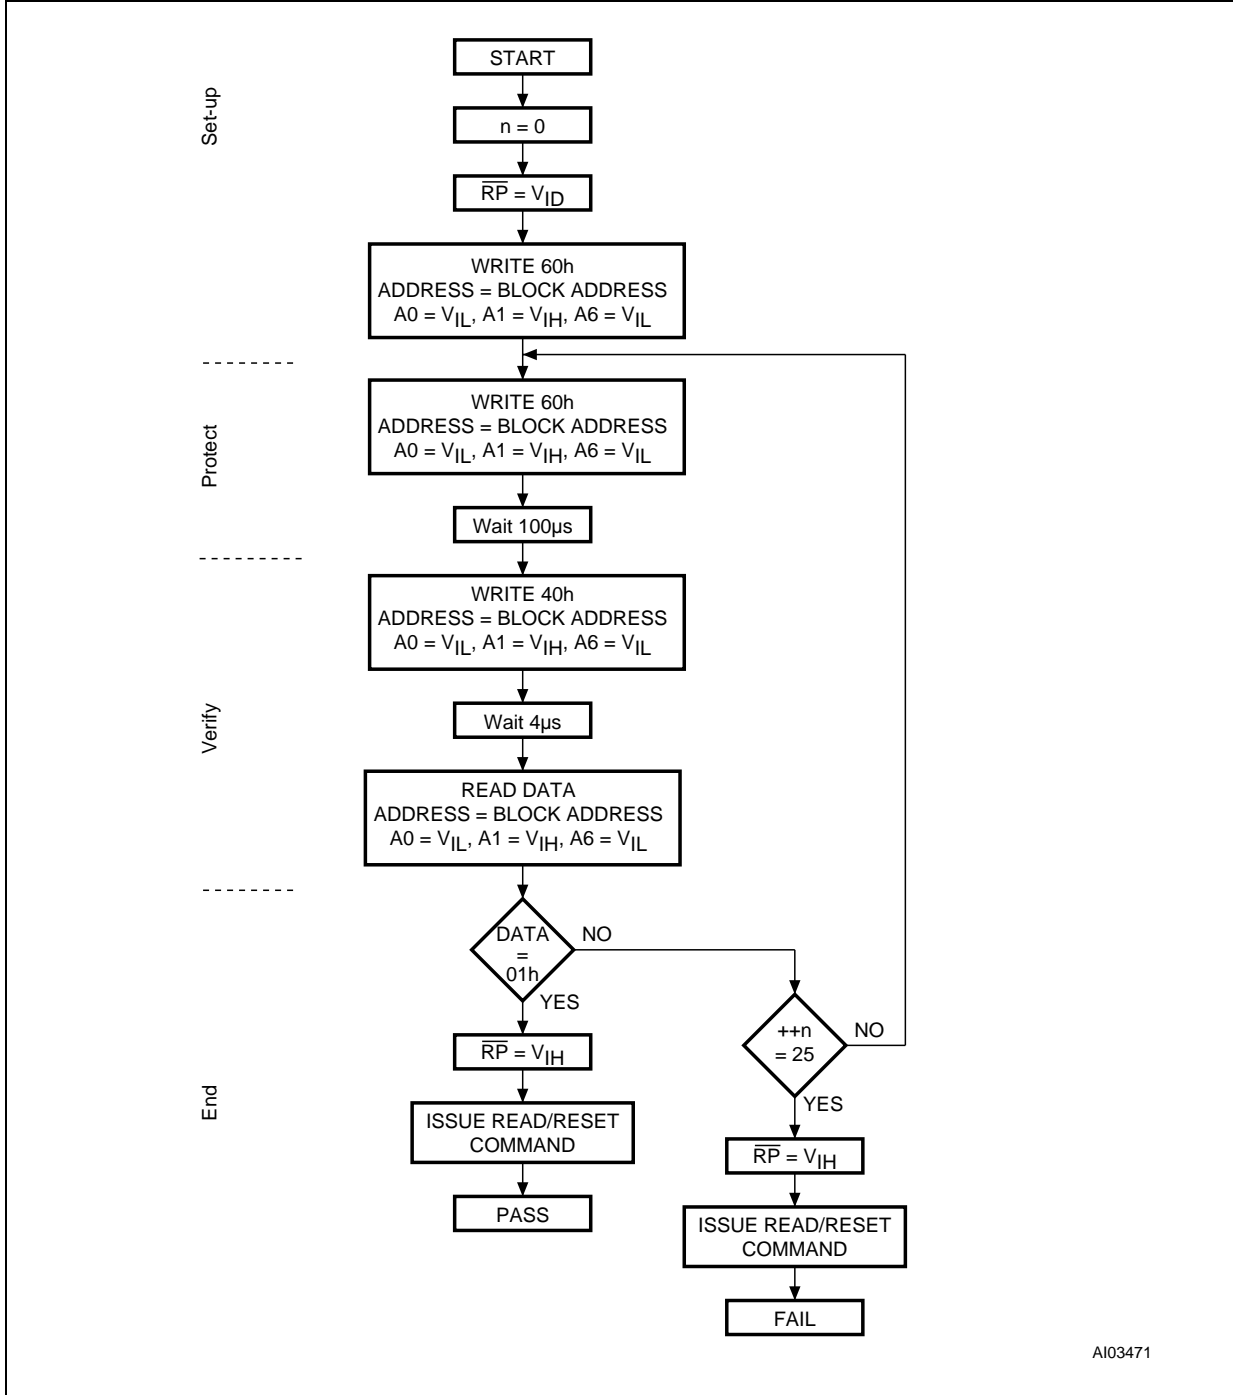 START
Set-up
n = 0
R̅P̅ = VID
WRITE 60h
ADDRESS = BLOCK ADDRESS
A0 = VIL, A1 = VIH, A6 = VIL
Protect
WRITE 60h
ADDRESS = BLOCK ADDRESS
A0 = VIL, A1 = VIH, A6 = VIL
Wait 100µs
Verify
WRITE 40h
ADDRESS = BLOCK ADDRESS
A0 = VIL, A1 = VIH, A6 = VIL
Wait 4µs
READ DATA
ADDRESS = BLOCK ADDRESS
A0 = VIL, A1 = VIH, A6 = VIL
End
DATA
=
01h
NO
YES
R̅P̅ = VIH
ISSUE READ/RESET
COMMAND
PASS
++n
= 25
NO
YES
R̅P̅ = VIH
ISSUE READ/RESET
COMMAND
FAIL
AI03471